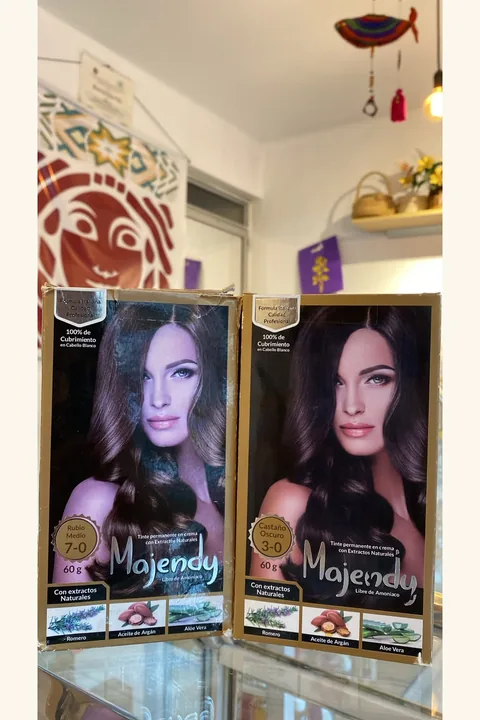 100% de
Cubrimiento
en Cabello Blanco
Rubio
Medio
7-0
60 g
Tinte permanente en crema
con Extractos Naturales
Majendy
Libre de Amoniaco
Con extractos
Naturales
Romero
Aceite de Argán
Aloe Vera
Calidad
Profesional
100% de
Cubrimiento
en Cabello Blanco
Castaño
Oscuro
3-0
60 g
Tinte permanente en crema
con Extractos Naturales
Majendy
Libre de Amoniaco
Con extractos
Naturales
Romero
Aceite de Argán
Aloe Vera